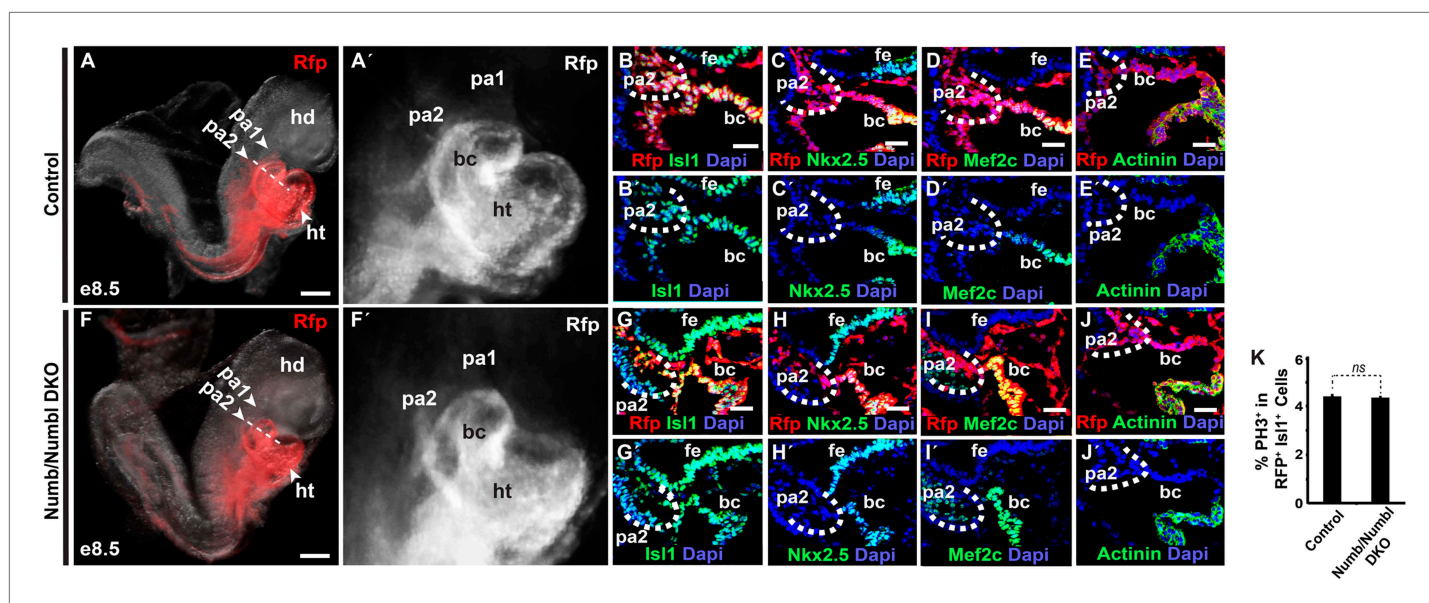 Control
A
Rfp
pa1
pa2
hd
ht
e8.5
A´
Rfp
pa1
pa2
bc
ht
B
fe
pa2
bc
Rfp Isl1 Dapi
C
fe
pa2
bc
Rfp Nkx2.5 Dapi
D
fe
pa2
bc
Rfp Mef2c Dapi
E
pa2
bc
Rfp Actinin Dapi
B´
fe
pa2
bc
Isl1 Dapi
C´
fe
pa2
bc
Nkx2.5 Dapi
D´
fe
pa2
bc
Mef2c Dapi
E´
pa2
bc
Actinin Dapi
Numb/Numbl DKO
F
Rfp
pa1
pa2
hd
ht
e8.5
F´
Rfp
pa1
pa2
bc
ht
G
fe
pa2
bc
Rfp Isl1 Dapi
H
fe
pa2
bc
Rfp Nkx2.5 Dapi
I
fe
pa2
bc
Rfp Mef2c Dapi
J
pa2
bc
Rfp Actinin Dapi
G´
fe
pa2
bc
Isl1 Dapi
H´
fe
pa2
bc
Nkx2.5 Dapi
I´
fe
pa2
bc
Mef2c Dapi
J´
pa2
bc
Actinin Dapi
K
% PH3⁺ in
RFP⁺ Isl1⁺ Cells
6
4
2
0
ns
Control
Numb/Numbl
DKO